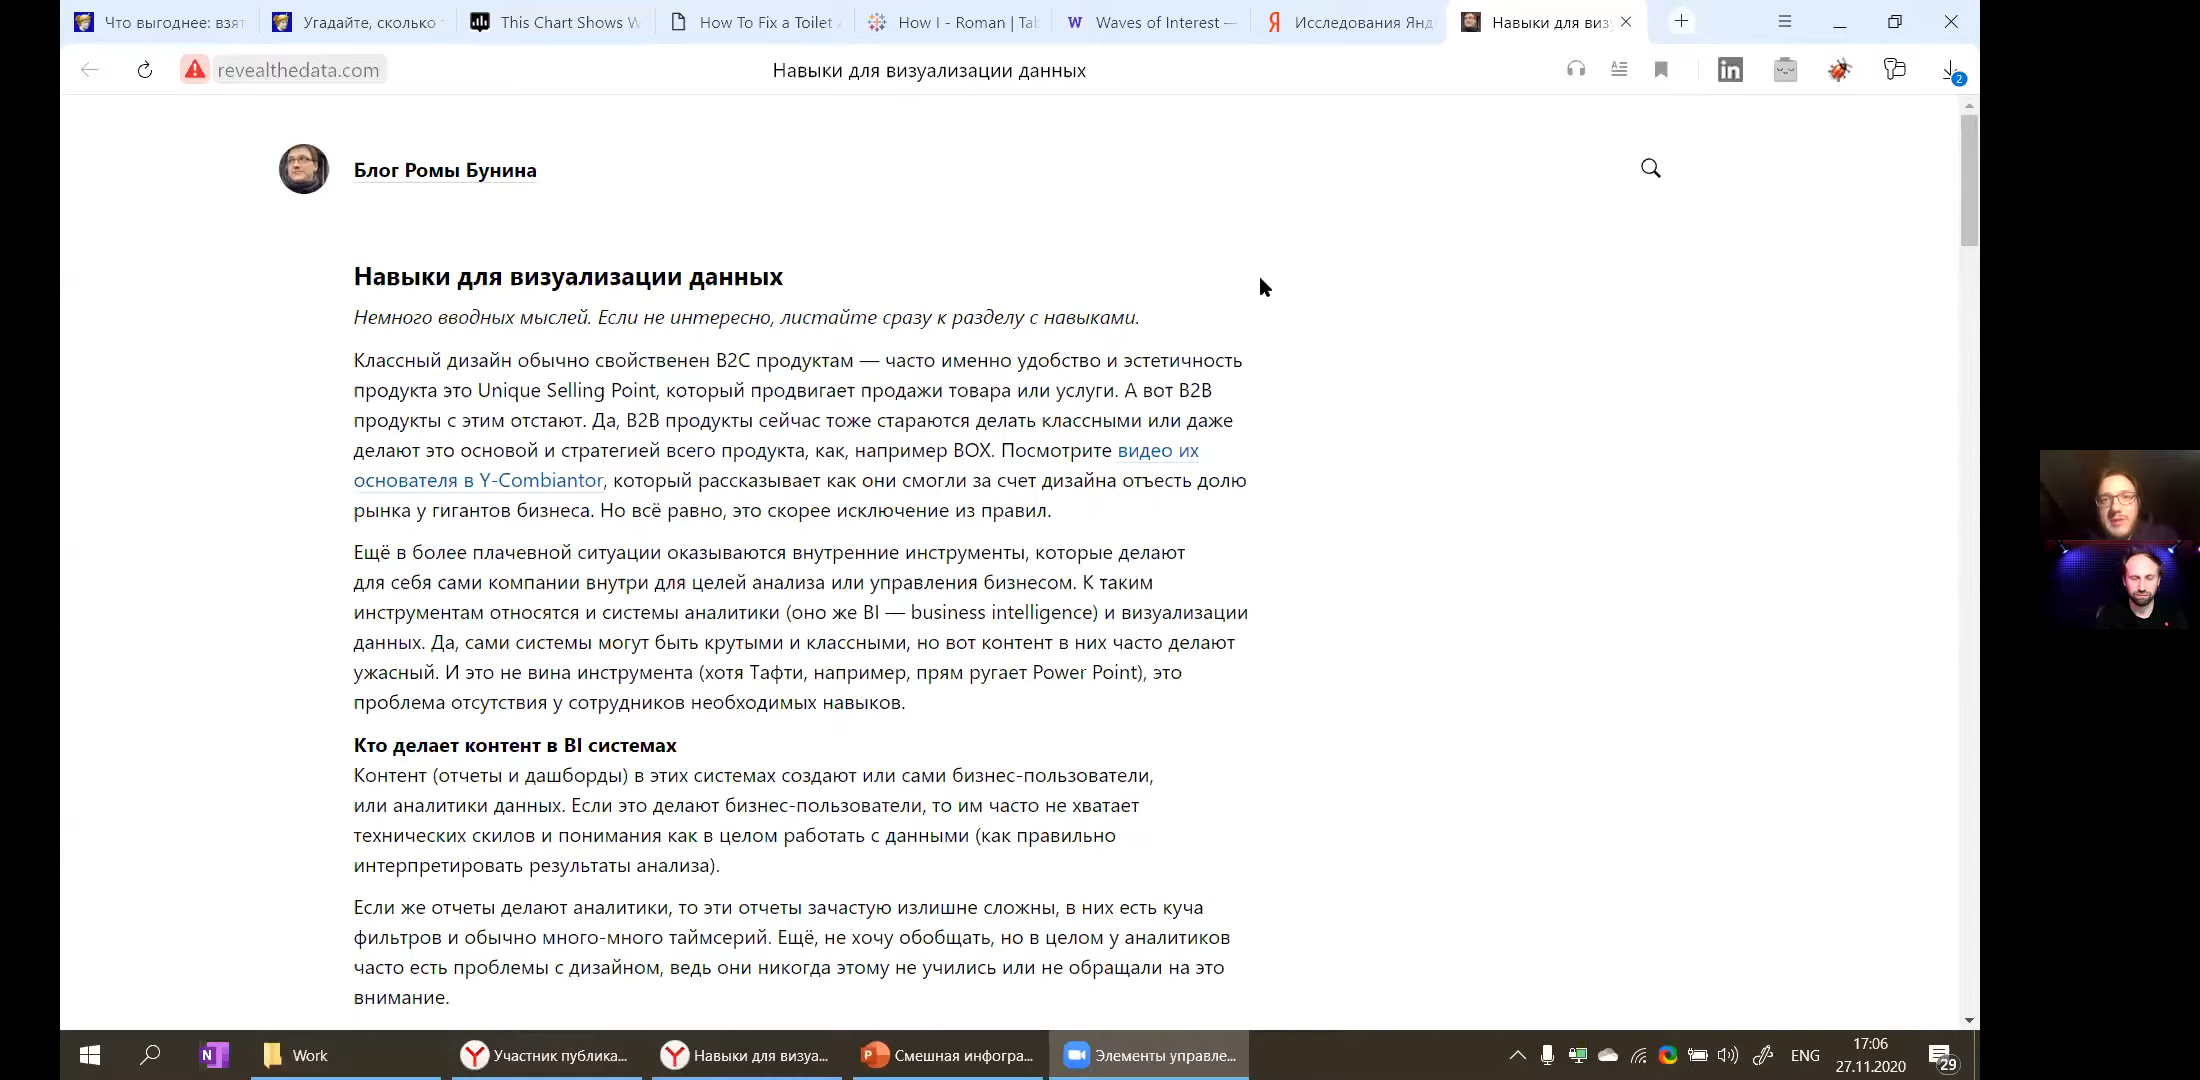 Что выгоднее: взят
Угадайте, сколько
This Chart Shows W
How To Fix a Toilet
How I - Roman | Tab
Waves of Interest —
Исследования Янд
Навыки для виз
revealthedata.com
Навыки для визуализации данных
2
Блог Ромы Бунина
Навыки для визуализации данных
Немного вводных мыслей. Если не интересно, листайте сразу к разделу с навыками.
Классный дизайн обычно свойственен B2C продуктам — часто именно удобство и эстетичность
продукта это Unique Selling Point, который продвигает продажи товара или услуги. А вот B2B
продукты с этим отстают. Да, B2B продукты сейчас тоже стараются делать классными или даже
делают это основой и стратегией всего продукта, как, например BOX. Посмотрите видео их
основателя в Y-Combiantor, который рассказывает как они смогли за счет дизайна отъесть долю
рынка у гигантов бизнеса. Но всё равно, это скорее исключение из правил.
Ещё в более плачевной ситуации оказываются внутренние инструменты, которые делают
для себя сами компании внутри для целей анализа или управления бизнесом. К таким
инструментам относятся и системы аналитики (оно же BI — business intelligence) и визуализации
данных. Да, сами системы могут быть крутыми и классными, но вот контент в них часто делают
ужасный. И это не вина инструмента (хотя Тафти, например, прям ругает Power Point), это
проблема отсутствия у сотрудников необходимых навыков.
Кто делает контент в BI системах
Контент (отчеты и дашборды) в этих системах создают или сами бизнес-пользователи,
или аналитики данных. Если это делают бизнес-пользователи, то им часто не хватает
технических скилов и понимания как в целом работать с данными (как правильно
интерпретировать результаты анализа).
Если же отчеты делают аналитики, то эти отчеты зачастую излишне сложны, в них есть куча
фильтров и обычно много-много таймсерий. Ещё, не хочу обобщать, но в целом у аналитиков
часто есть проблемы с дизайном, ведь они никогда этому не учились или не обращали на это
внимание.
Work
Участник публика...
Навыки для визуа...
Смешная инфогра...
Элементы управле...
ENG
17:06
27.11.2020
29